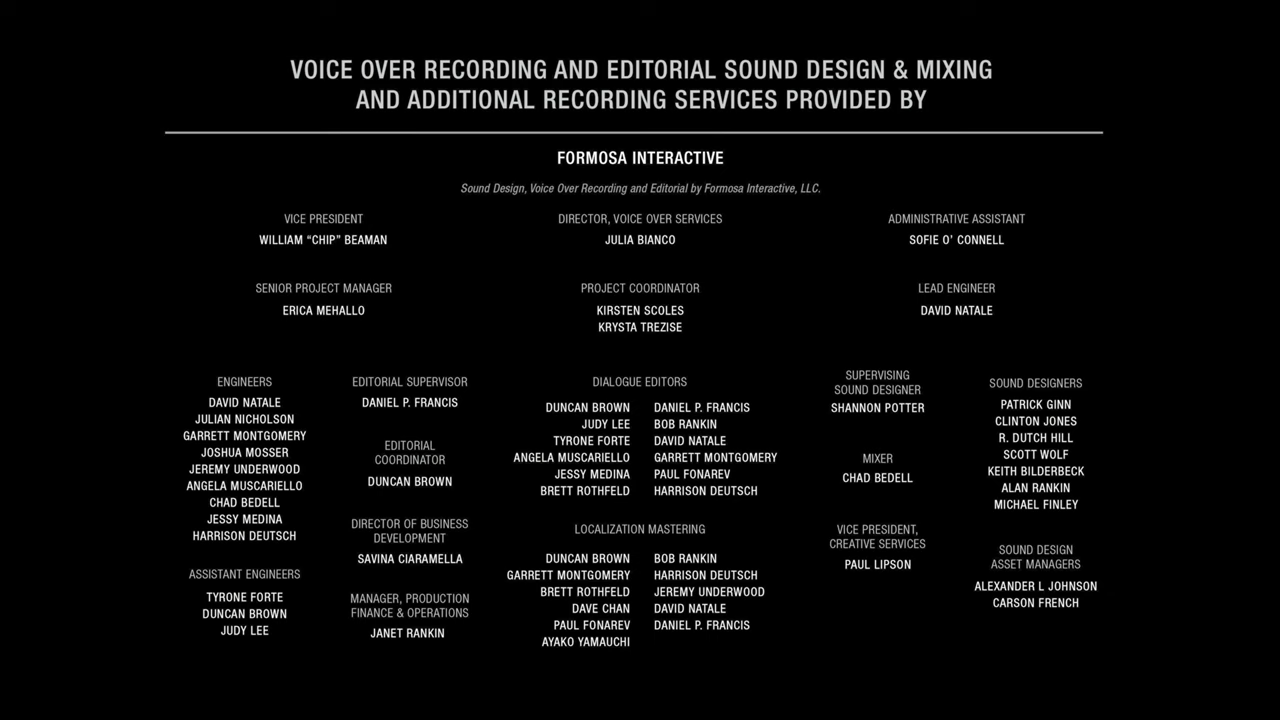 VOICE OVER RECORDING AND EDITORIAL SOUND DESIGN & MIXING
AND ADDITIONAL RECORDING SERVICES PROVIDED BY
FORMOSA INTERACTIVE
Sound Design, Voice Over Recording and Editorial by Formosa Interactive, LLC.
VICE PRESIDENT
WILLIAM “CHIP” BEAMAN
DIRECTOR, VOICE OVER SERVICES
JULIA BIANCO
ADMINISTRATIVE ASSISTANT
SOFIE O’ CONNELL
SENIOR PROJECT MANAGER
ERICA MEHALLO
PROJECT COORDINATOR
KIRSTEN SCOLES
KRYSTA TREZISE
LEAD ENGINEER
DAVID NATALE
ENGINEERS
DAVID NATALE
JULIAN NICHOLSON
GARRETT MONTGOMERY
JOSHUA MOSSER
JEREMY UNDERWOOD
ANGELA MUSCARIELLO
CHAD BEDELL
JESSY MEDINA
HARRISON DEUTSCH
ASSISTANT ENGINEERS
TYRONE FORTE
DUNCAN BROWN
JUDY LEE
EDITORIAL SUPERVISOR
DANIEL P. FRANCIS
EDITORIAL
COORDINATOR
DUNCAN BROWN
DIRECTOR OF BUSINESS
DEVELOPMENT
SAVINA CIARAMELLA
MANAGER, PRODUCTION
FINANCE & OPERATIONS
JANET RANKIN
DIALOGUE EDITORS
DUNCAN BROWN DANIEL P. FRANCIS
JUDY LEE BOB RANKIN
TYRONE FORTE DAVID NATALE
ANGELA MUSCARIELLO GARRETT MONTGOMERY
JESSY MEDINA PAUL FONAREV
BRETT ROTHFELD HARRISON DEUTSCH
LOCALIZATION MASTERING
DUNCAN BROWN BOB RANKIN
GARRETT MONTGOMERY HARRISON DEUTSCH
BRETT ROTHFELD JEREMY UNDERWOOD
DAVE CHAN DAVID NATALE
PAUL FONAREV DANIEL P. FRANCIS
AYAKO YAMAUCHI
SUPERVISING
SOUND DESIGNER
SHANNON POTTER
MIXER
CHAD BEDELL
VICE PRESIDENT,
CREATIVE SERVICES
PAUL LIPSON
SOUND DESIGNERS
PATRICK GINN
CLINTON JONES
R. DUTCH HILL
SCOTT WOLF
KEITH BILDERBECK
ALAN RANKIN
MICHAEL FINLEY
SOUND DESIGN
ASSET MANAGERS
ALEXANDER L JOHNSON
CARSON FRENCH